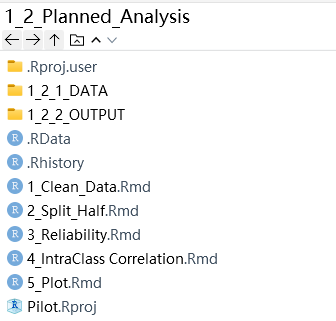 1_2_Planned_Analysis
.Rproj.user
1_2_1_DATA
1_2_2_OUTPUT
.RData
.Rhistory
1_Clean_Data.Rmd
2_Split_Half.Rmd
3_Reliability.Rmd
4_IntraClass Correlation.Rmd
5_Plot.Rmd
Pilot.Rproj